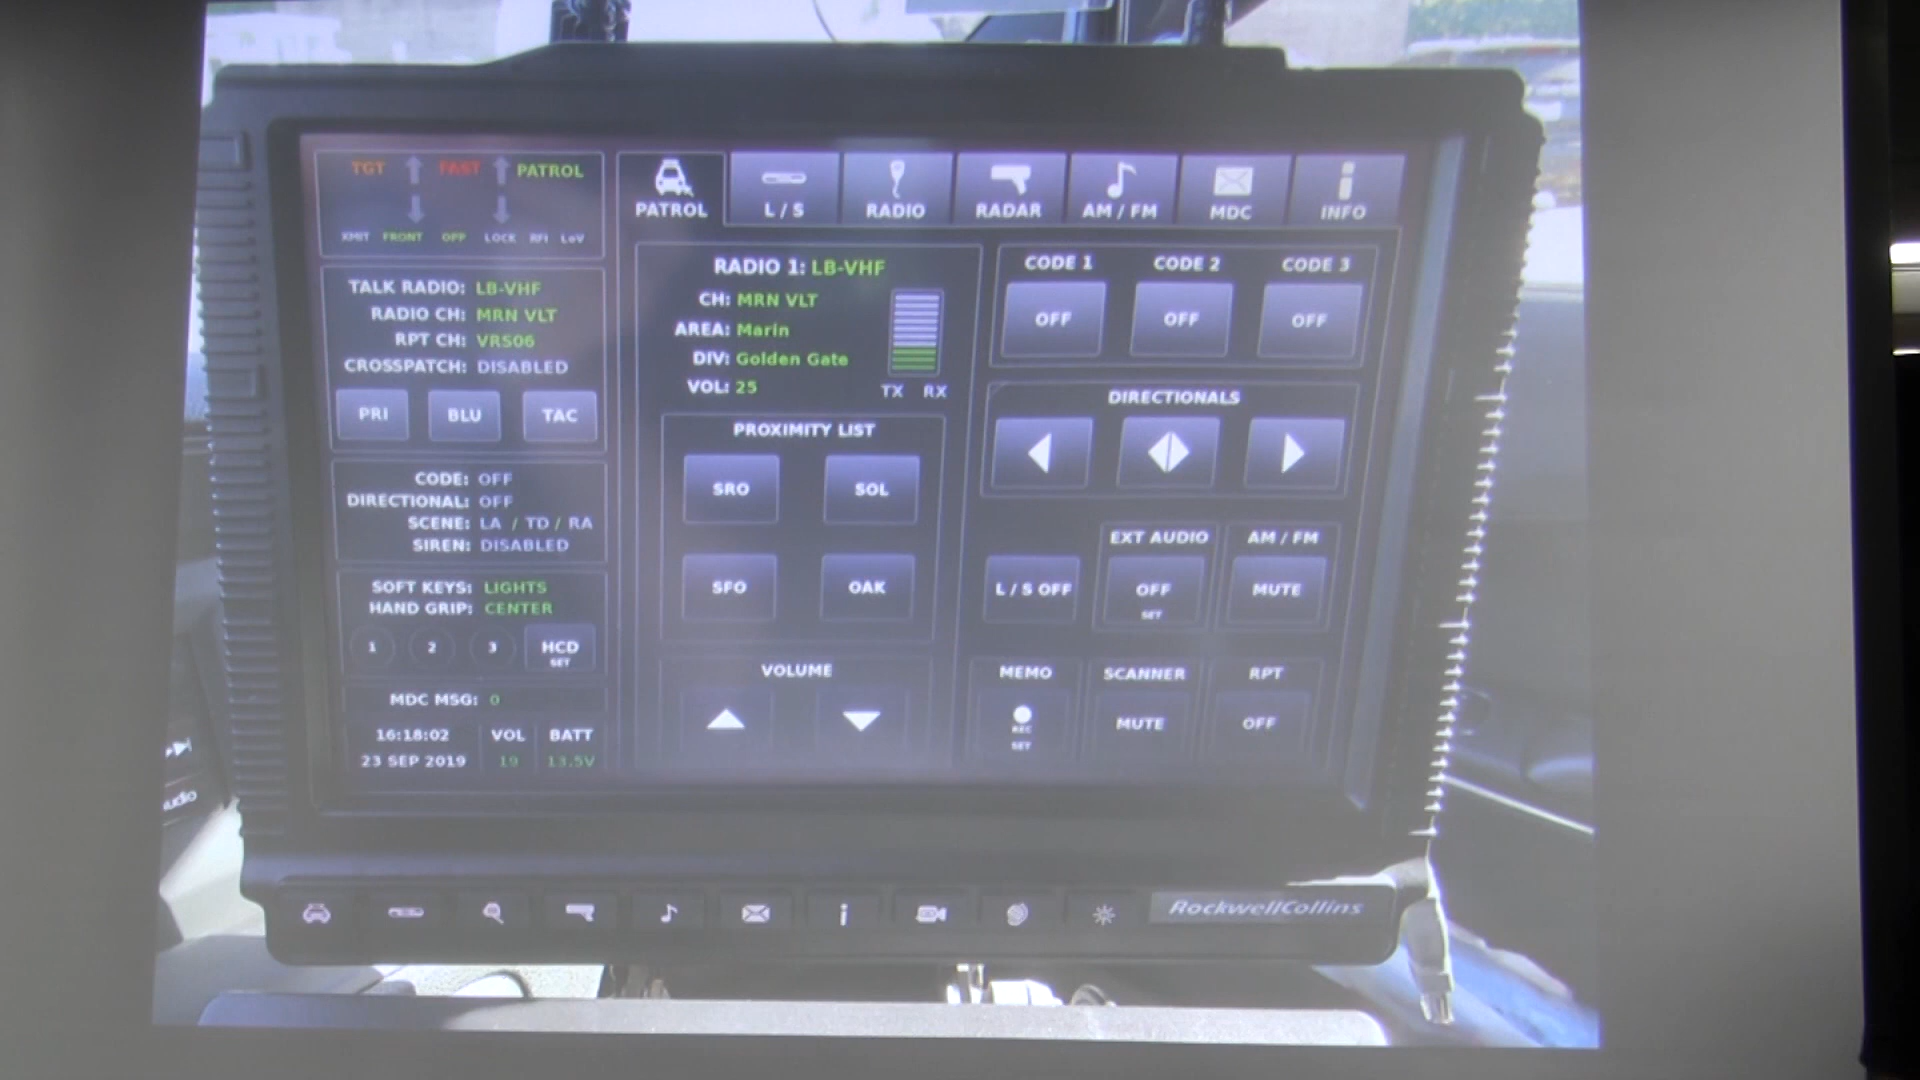 TGT FAST PATROL
XMIT FRONT OPP LOCK RFI LoV
TALK RADIO: LB-VHF
RADIO CH: MRN VLT
RPT CH: VRS06
CROSSPATCH: DISABLED
PRI BLU TAC
CODE: OFF
DIRECTIONAL: OFF
SCENE: LA / TD / RA
SIREN: DISABLED
SOFT KEYS: LIGHTS
HAND GRIP: CENTER
1 2 3 HCD
SET
MDC MSG: 0
16:18:02 VOL BATT
23 SEP 2019 19 13.5V
PATROL L / S RADIO RADAR AM / FM MDC INFO
RADIO 1: LB-VHF
CH: MRN VLT
AREA: Marin
DIV: Golden Gate
VOL: 25
TX RX
PROXIMITY LIST
SRO SOL
SFO OAK
VOLUME
CODE 1 CODE 2 CODE 3
OFF OFF OFF
DIRECTIONALS
EXT AUDIO AM / FM
L / S OFF OFF MUTE
SET
MEMO SCANNER RPT
REC MUTE OFF
SET
RockwellCollins